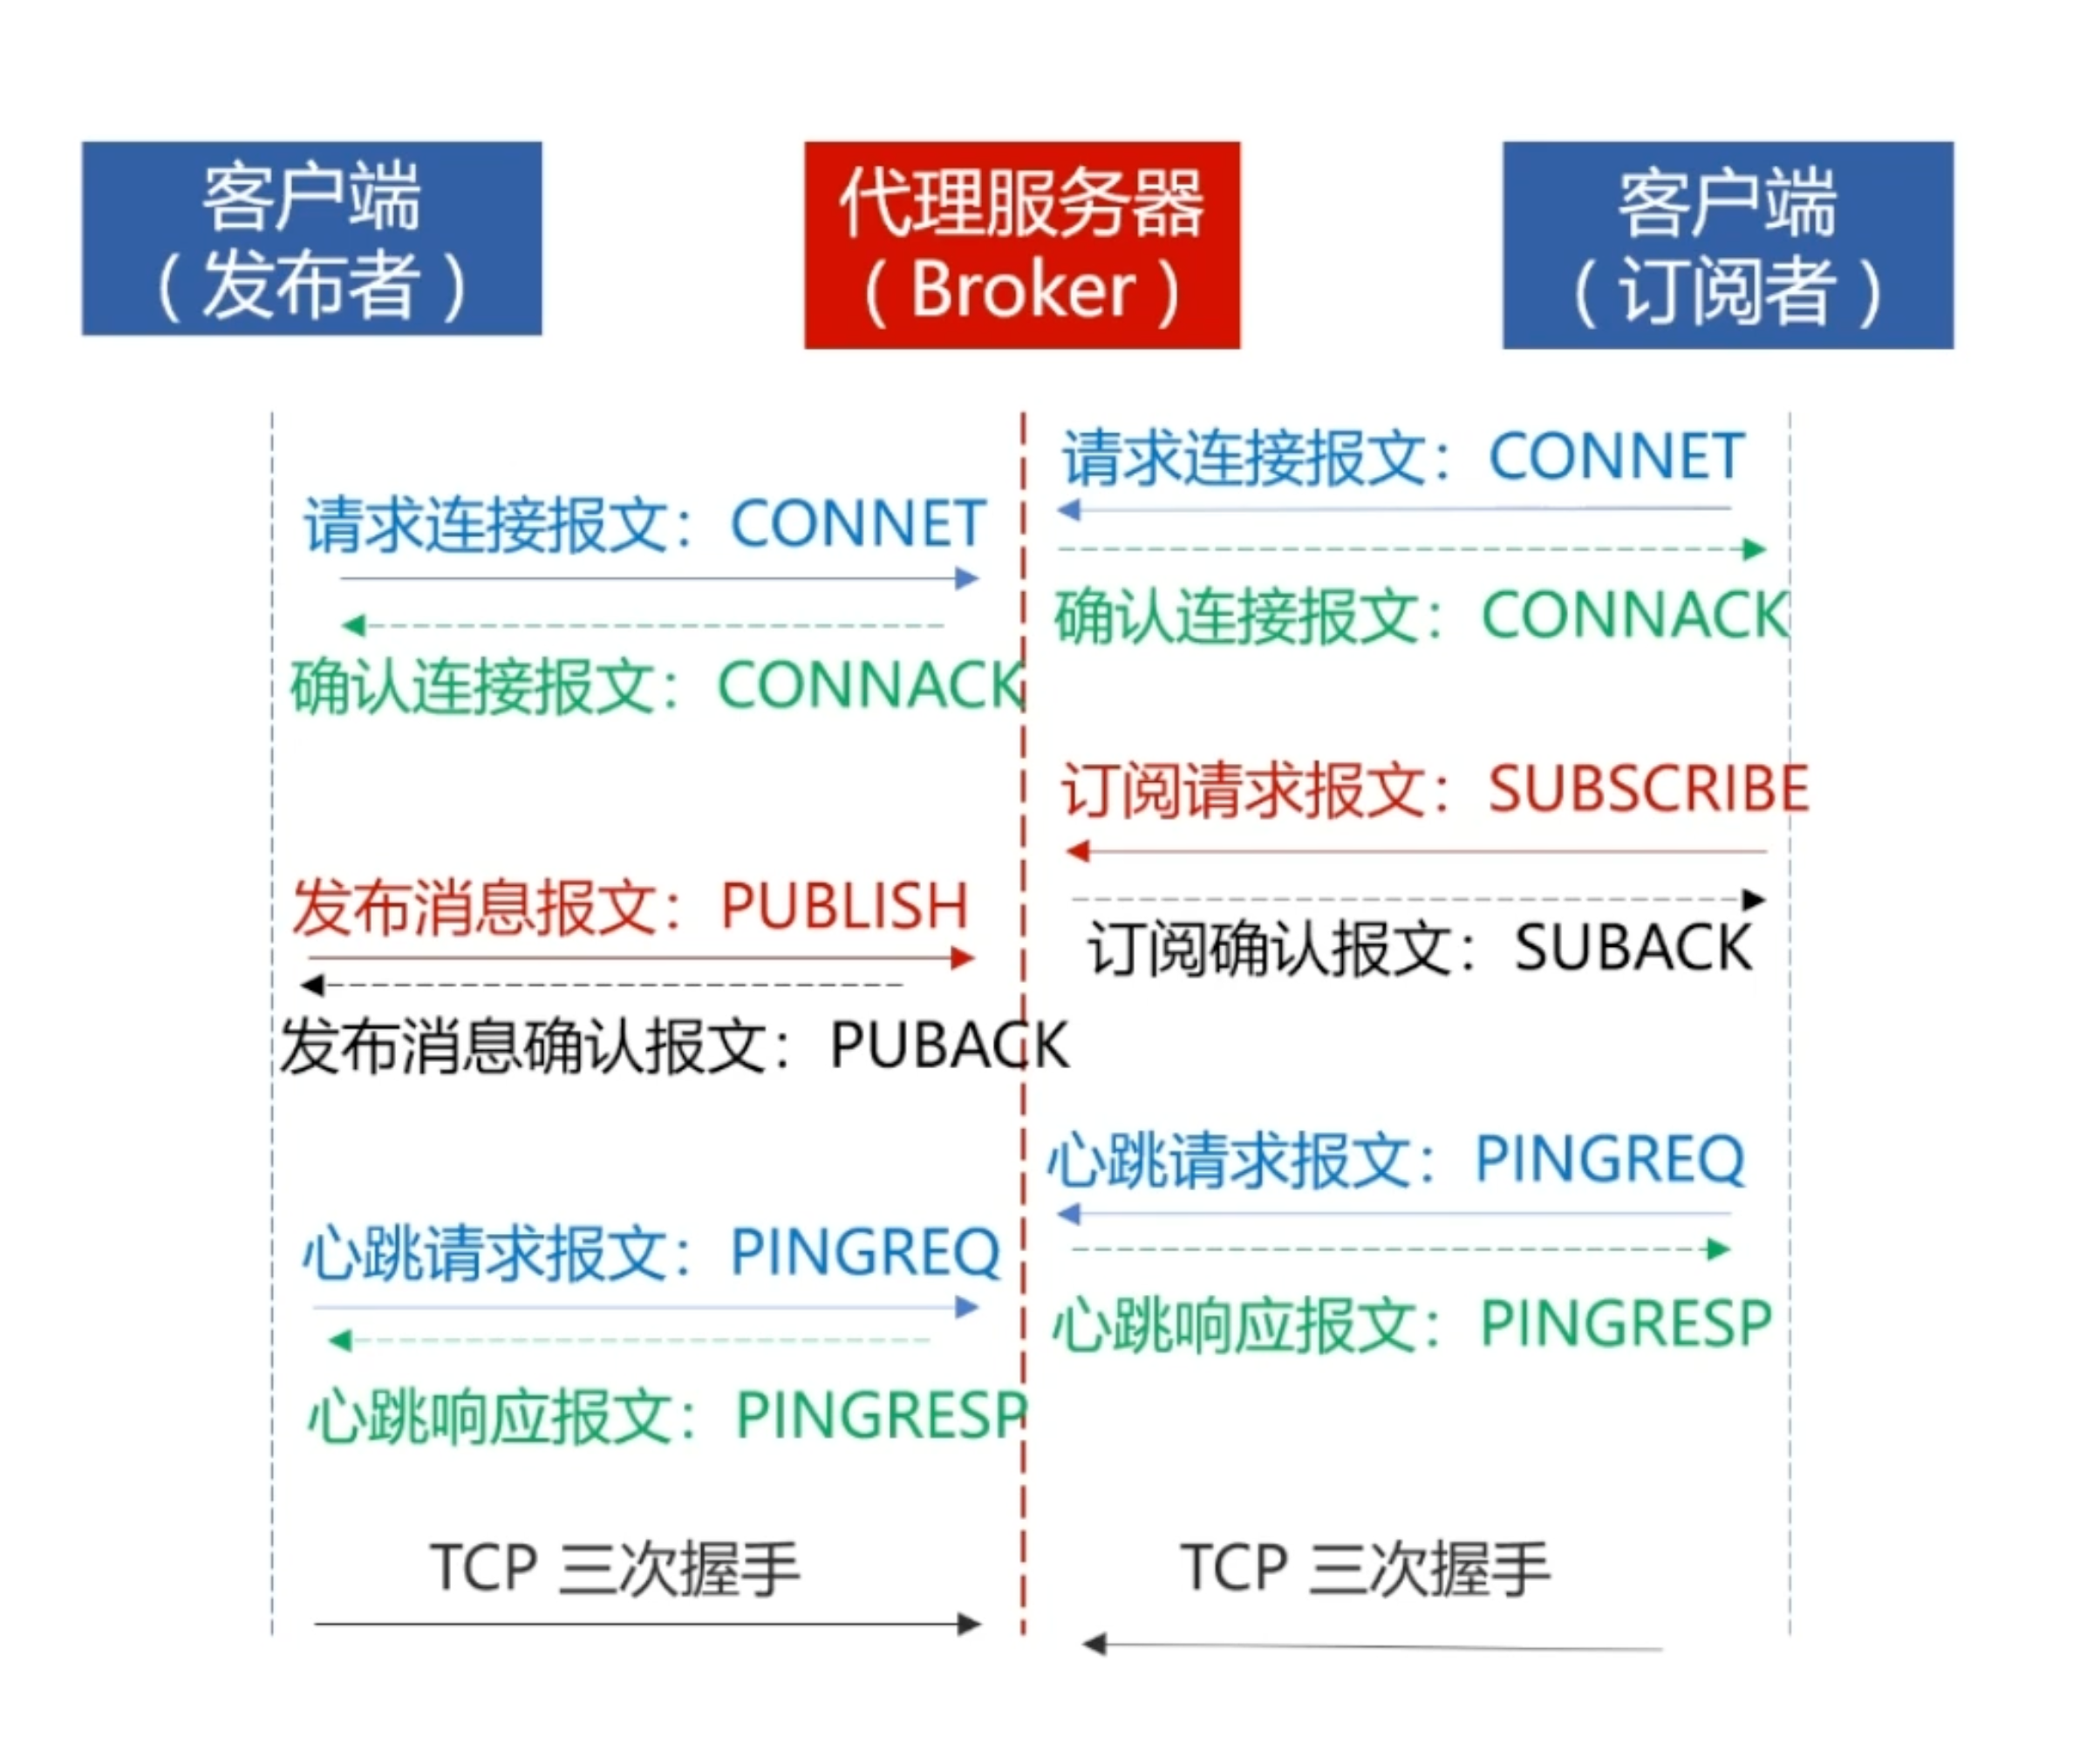 客户端
（发布者）
代理服务器
（Broker）
客户端
（订阅者）
请求连接报文：CONNET
请求连接报文：CONNET
确认连接报文：CONNACK
确认连接报文：CONNACK
订阅请求报文：SUBSCRIBE
发布消息报文：PUBLISH
订阅确认报文：SUBACK
发布消息确认报文：PUBACK
心跳请求报文：PINGREQ
心跳请求报文：PINGREQ
心跳响应报文：PINGRESP
心跳响应报文：PINGRESP
TCP 三次握手
TCP 三次握手